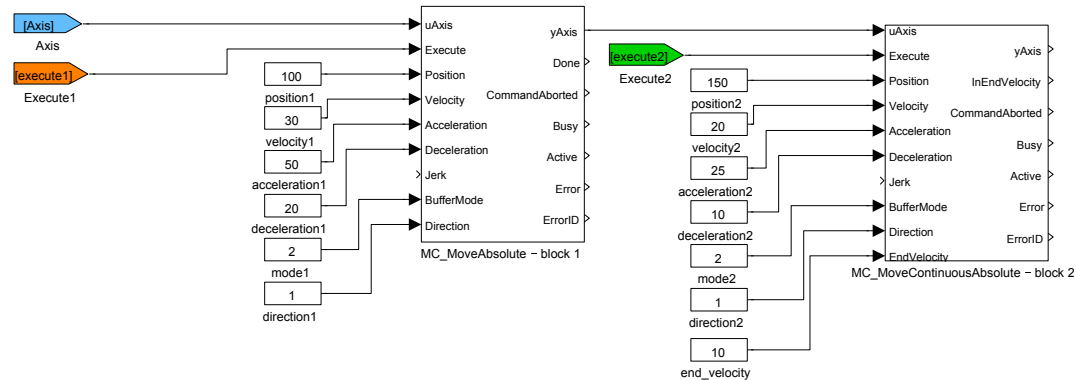 [Axis]
Axis
[execute1]
Execute1
100
position1
30
velocity1
50
acceleration1
20
deceleration1
2
mode1
1
direction1
uAxis
Execute
Position
Velocity
Acceleration
Deceleration
Jerk
BufferMode
Direction
yAxis
Done
CommandAborted
Busy
Active
Error
ErrorID
MC_MoveAbsolute − block 1
[execute2]
Execute2
150
position2
20
velocity2
25
acceleration2
10
deceleration2
2
mode2
1
direction2
10
end_velocity
uAxis
Execute
Position
Velocity
Acceleration
Deceleration
Jerk
BufferMode
Direction
EndVelocity
yAxis
InEndVelocity
CommandAborted
Busy
Active
Error
ErrorID
MC_MoveContinuousAbsolute − block 2